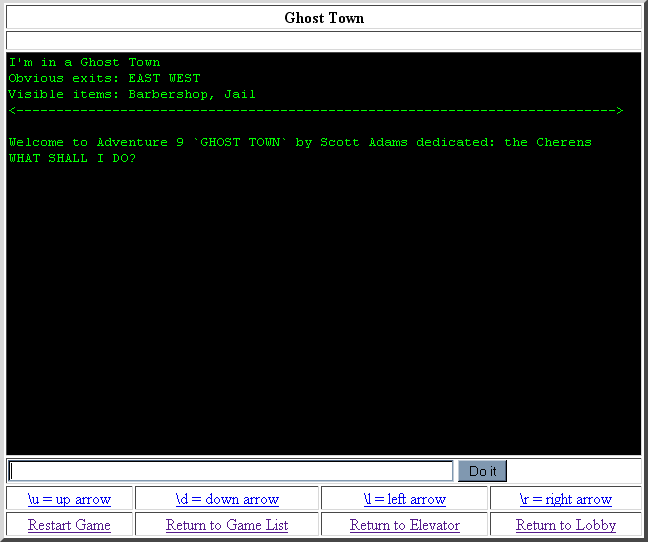 Ghost Town
I'm in a Ghost Town
Obvious exits: EAST WEST
Visible items: Barbershop, Jail
<---------------------------------------------------------------------------->
Welcome to Adventure 9 `GHOST TOWN` by Scott Adams dedicated: the Cherens
WHAT SHALL I DO?
Do it
\u = up arrow \d = down arrow \l = left arrow \r = right arrow
Restart Game Return to Game List Return to Elevator Return to Lobby